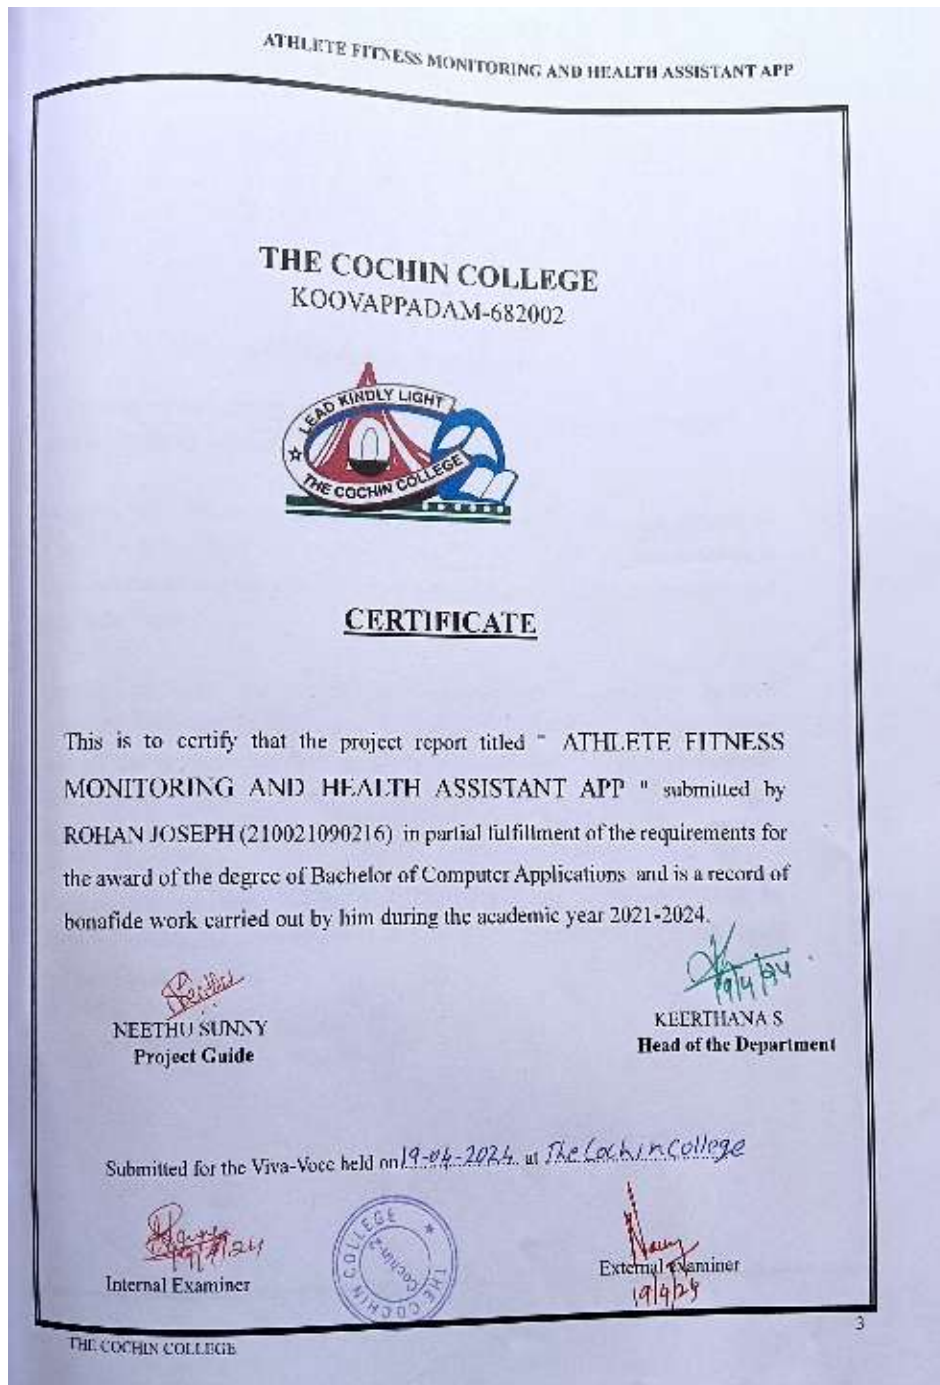 ATHLETE FITNESS MONITORING AND HEALTH ASSISTANT APP
THE COCHIN COLLEGE
KOOVAPPADAM-682002
LEAD KINDLY LIGHT
THE COCHIN COLLEGE
CERTIFICATE
This is to certify that the project report titled " ATHLETE FITNESS
MONITORING AND HEALTH ASSISTANT APP " submitted by
ROHAN JOSEPH (210021090216) in partial fulfillment of the requirements for
the award of the degree of Bachelor of Computer Applications and is a record of
bonafide work carried out by him during the academic year 2021-2024.
19/4/24
NEETHU SUNNY
KEERTHANA S
Project Guide
Head of the Department
Submitted for the Viva-Voce held on 19-04-2024 at The Cochin College
Internal Examiner
THE COCHIN COLLEGE
Cochin-2
External Examiner
19/4/24
3
THE COCHIN COLLEGE